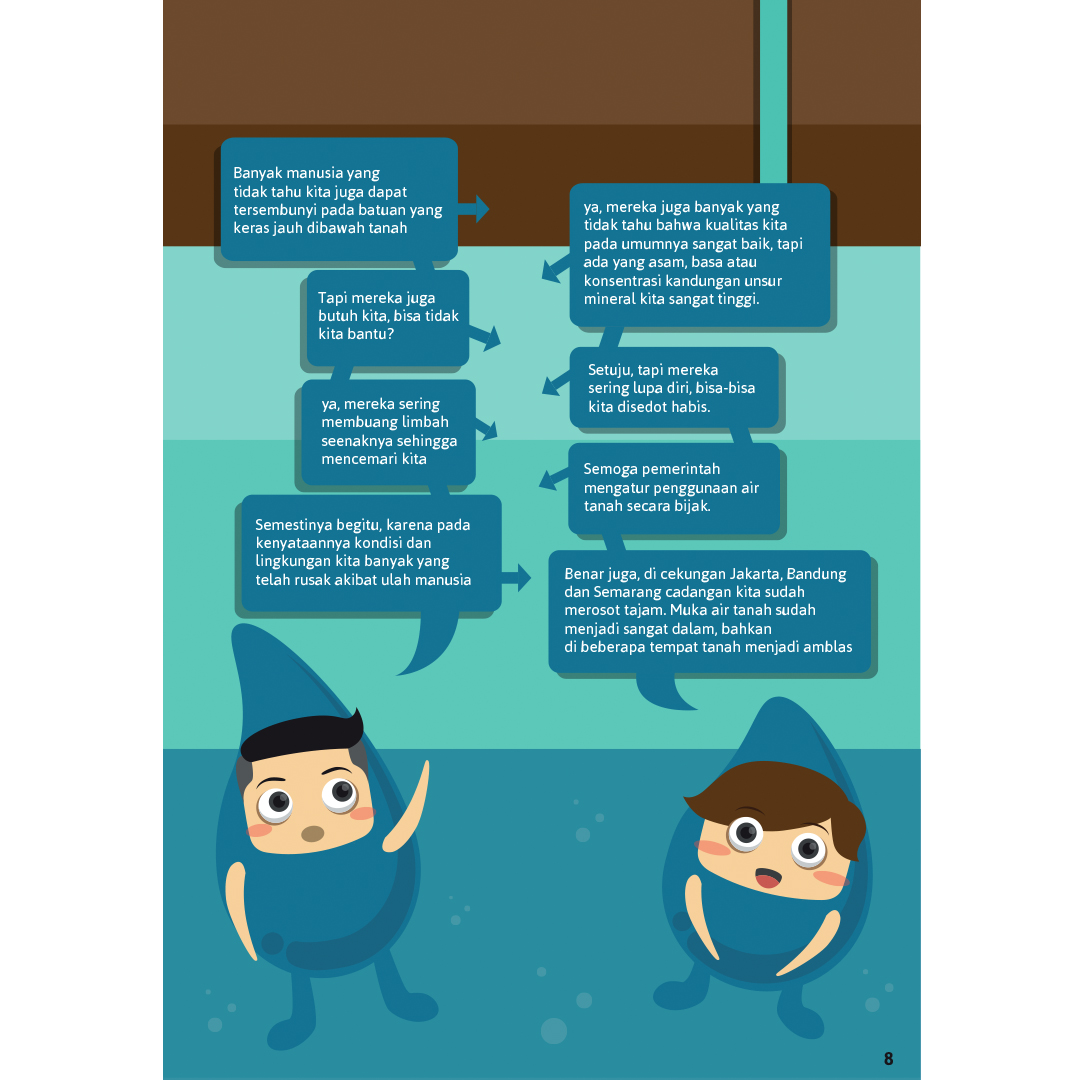 Banyak manusia yang
tidak tahu kita juga dapat
tersembunyi pada batuan yang
keras jauh dibawah tanah
ya, mereka juga banyak yang
tidak tahu bahwa kualitas kita
pada umumnya sangat baik, tapi
ada yang asam, basa atau
konsentrasi kandungan unsur
mineral kita sangat tinggi.
Tapi mereka juga
butuh kita, bisa tidak
kita bantu?
Setuju, tapi mereka
sering lupa diri, bisa-bisa
kita disedot habis.
ya, mereka sering
membuang limbah
seenaknya sehingga
mencemari kita
Semoga pemerintah
mengatur penggunaan air
tanah secara bijak.
Semestinya begitu, karena pada
kenyataannya kondisi dan
lingkungan kita banyak yang
telah rusak akibat ulah manusia
Benar juga, di cekungan Jakarta, Bandung
dan Semarang cadangan kita sudah
merosot tajam. Muka air tanah sudah
menjadi sangat dalam, bahkan
di beberapa tempat tanah menjadi amblas
8